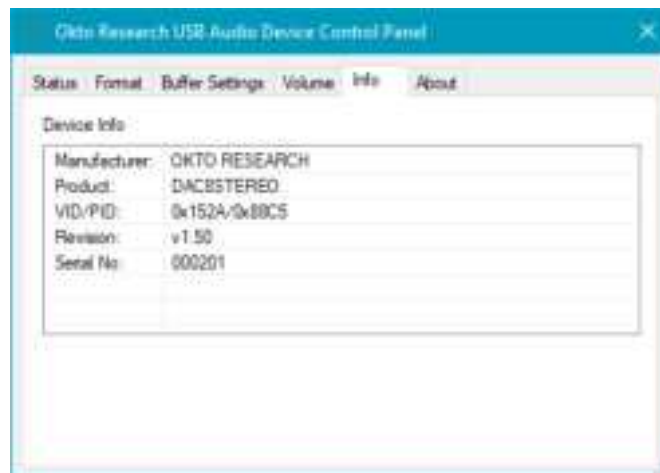 Okto Research USB Audio Device Control Panel
Status Format Buffer Settings Volume Info About
Device Info
Manufacturer: OKTO RESEARCH
Product: DAC8STEREO
VID/PID: 0x152A/0x88C5
Revision: v1.50
Serial No: 000201